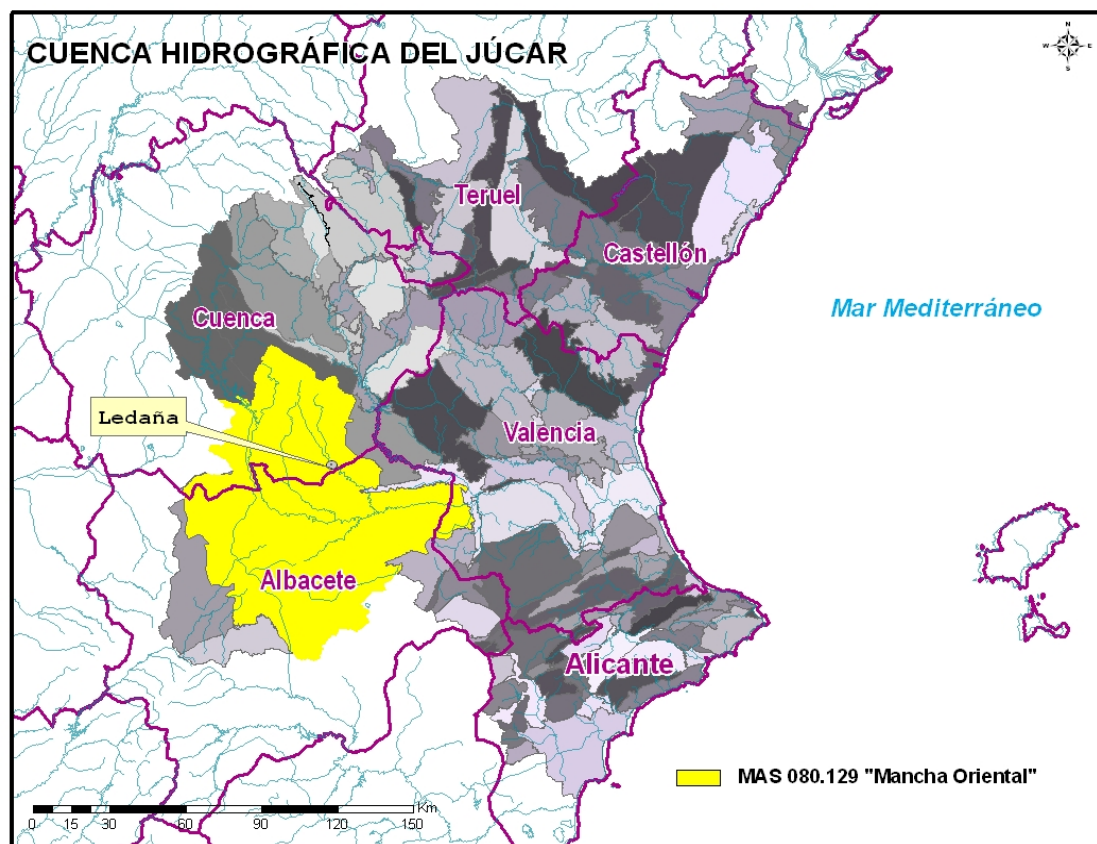 CUENCA HIDROGRÁFICA DEL JÚCAR
N
W E
S
Teruel
Castellón
Cuenca
Mar Mediterráneo
Ledaña
Valencia
Albacete
Alicante
MAS 080.129 "Mancha Oriental"
Km
0 15 30 60 90 120 150